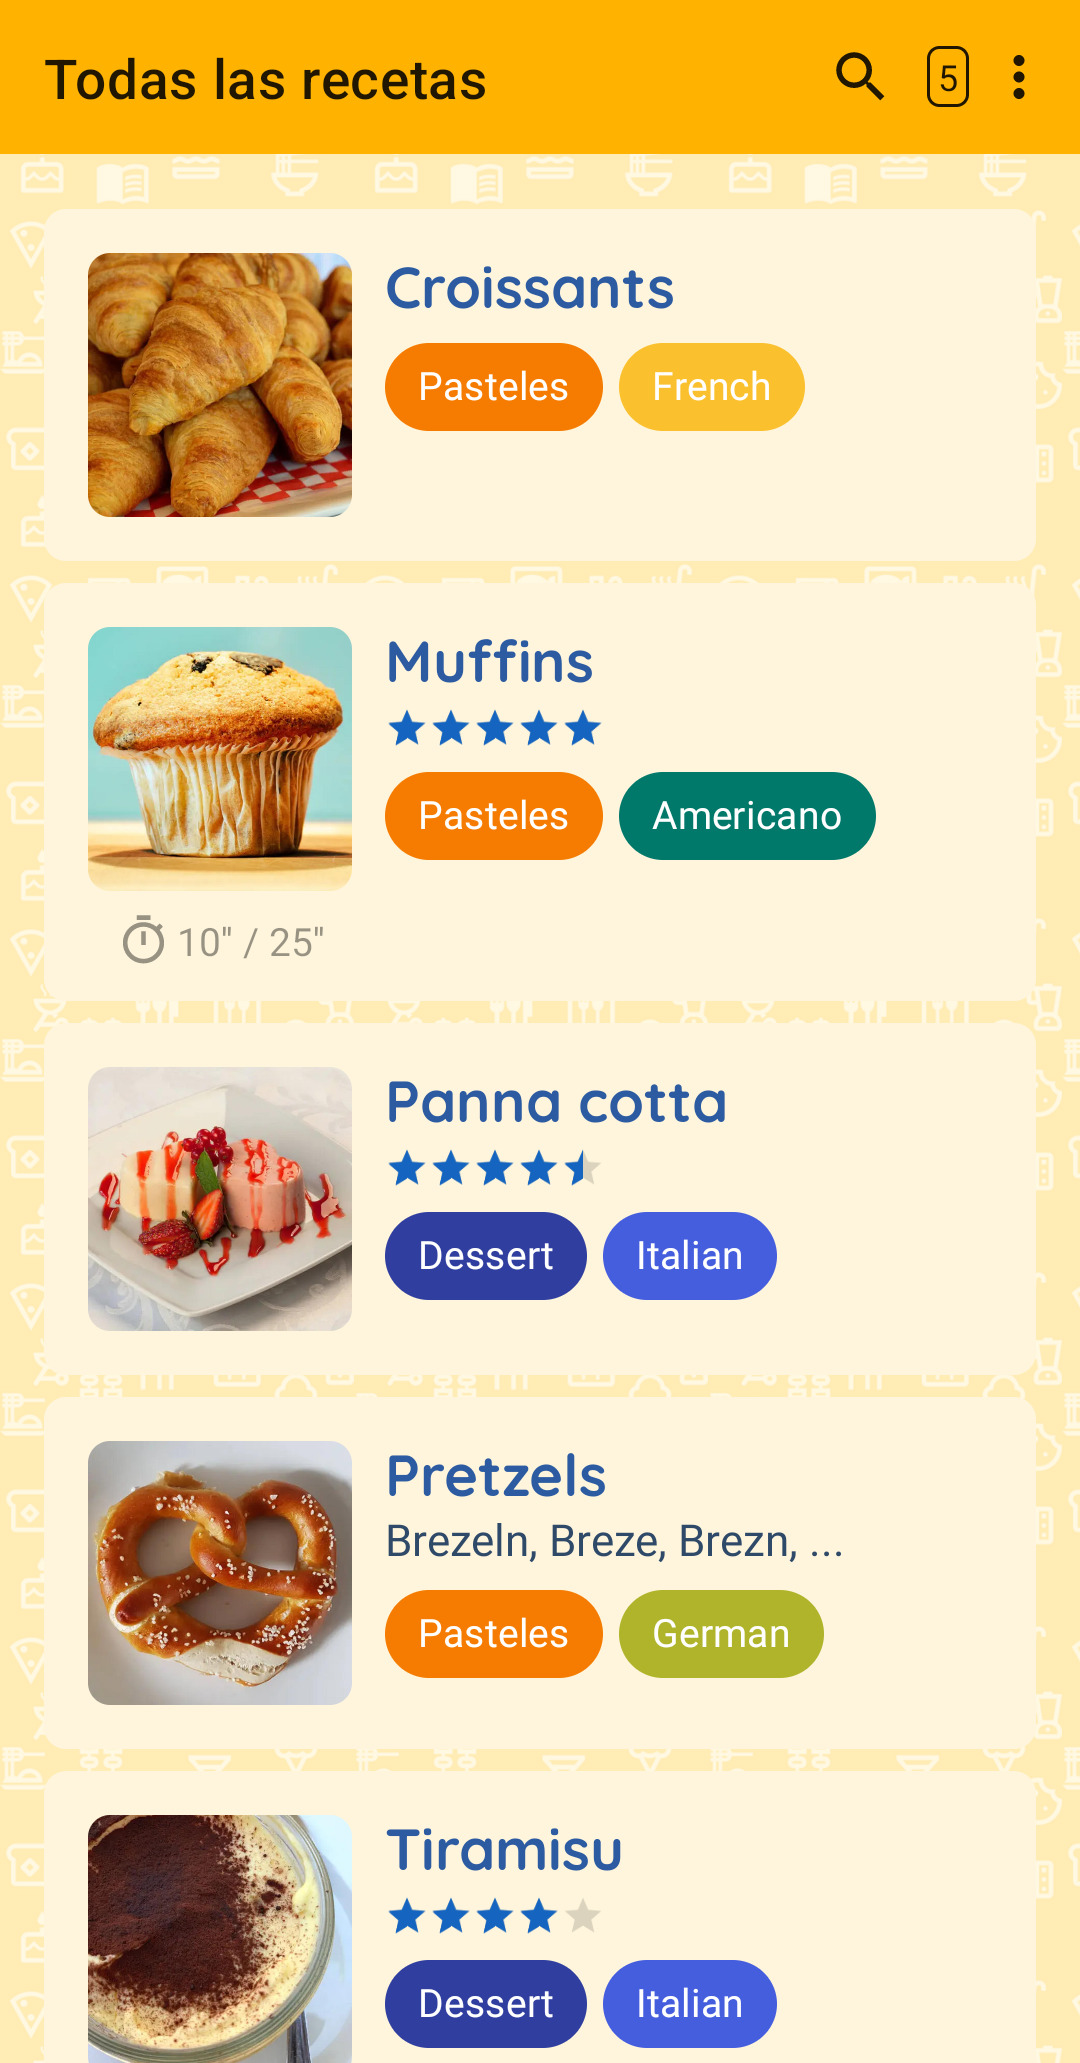 Todas las recetas 5
Croissants
Pasteles French
Muffins
Pasteles Americano
10" / 25"
Panna cotta
Dessert Italian
Pretzels
Brezeln, Breze, Brezn, ...
Pasteles German
Tiramisu
Dessert Italian